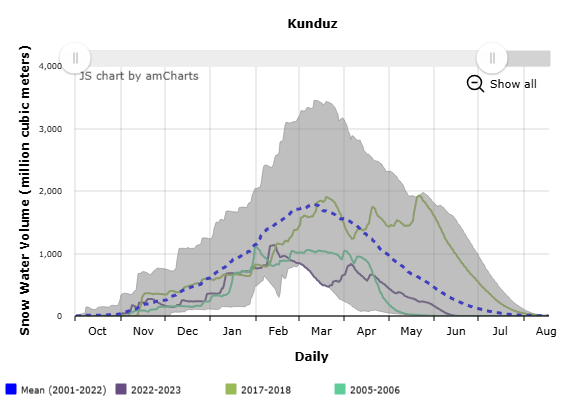 Kunduz
JS chart by amCharts
Show all
Snow Water Volume (million cubic meters)
4,000
3,000
2,000
1,000
0
Oct Nov Dec Jan Feb Mar Apr May Jun Jul Aug
Daily
Mean (2001-2022) 2022-2023 2017-2018 2005-2006